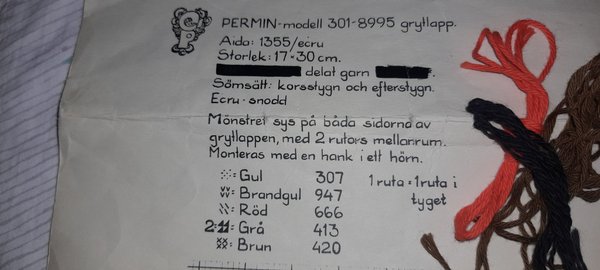 PERMIN-modell 301-8995 grytlapp.
Aida: 1355/ecru
Storlek: 17×30 cm.
delat garn .
Sömsätt: korsstygn och efterstygn.
Ecru-snodd
Mönstret sys på båda sidorna av
grytlappen, med 2 rutors mellanrum.
Monteras med en hank i ett hörn.
= Gul 307
= Brandgul 947
= Röd 666
2: = Grå 413
= Brun 420
1 ruta = 1 ruta i
tyget